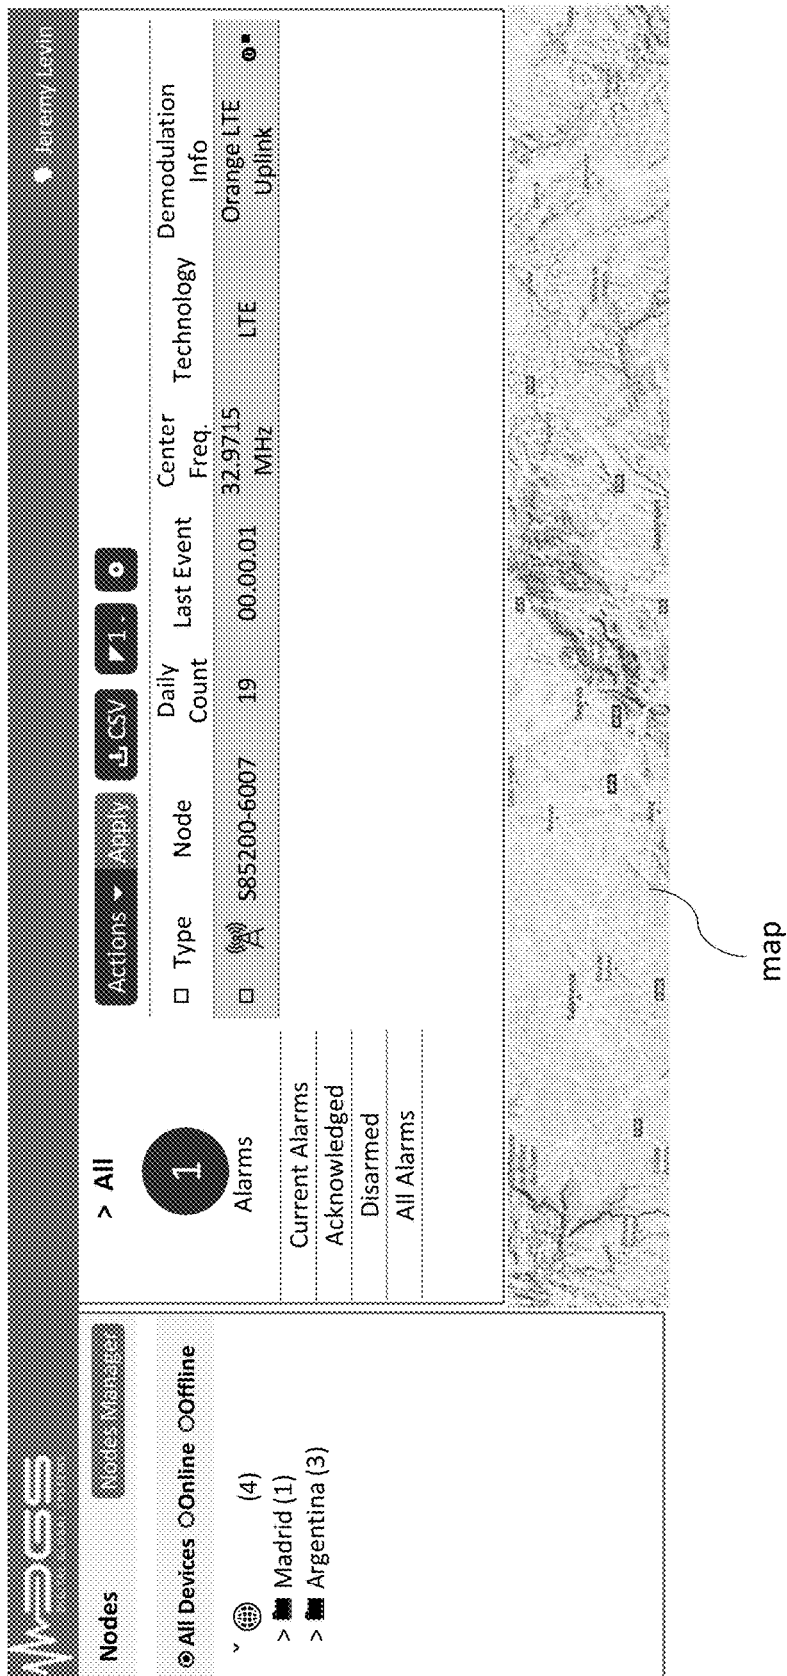 PCS
Jeremy Levin
Nodes
Nodes Manager
All Devices Online Offline
(4)
> Madrid (1)
> Argentina (3)
> All
1
Alarms
Current Alarms
Acknowledged
Disarmed
All Alarms
Actions Apply CSV 1
Type Node Daily Count Last Event Center Freq. Technology Demodulation Info
S85200-6007 19 00.00.01 32.9715 MHz LTE Orange LTE Uplink
map